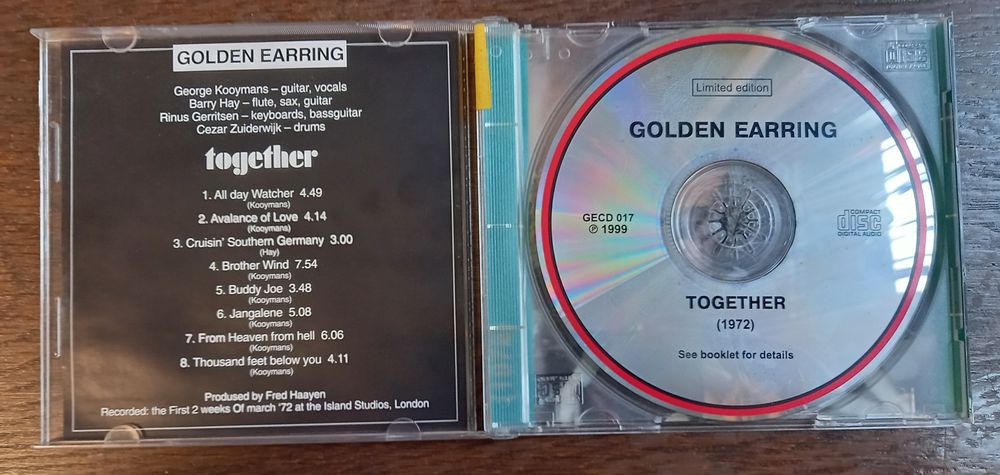 GOLDEN EARRING
George Kooymans – guitar, vocals
Barry Hay – flute, sax, guitar
Rinus Gerritsen – keyboards, bassguitar
Cezar Zuiderwijk – drums
together
1. All day Watcher 4.49
(Kooymans)
2. Avalance of Love 4.14
(Kooymans)
3. Cruisin' Southern Germany 3.00
(Hay)
4. Brother Wind 7.54
(Kooymans)
5. Buddy Joe 3.48
(Kooymans)
6. Jangalene 5.08
(Kooymans)
7. From Heaven from hell 6.06
(Kooymans)
8. Thousand feet below you 4.11
(Kooymans)
Prodused by Fred Haayen
Recorded: the First 2 weeks Of march '72 at the Island Studios, London
Limited edition
GOLDEN EARRING
GECD 017
℗ 1999
COMPACT
disc
DIGITAL AUDIO
TOGETHER
(1972)
See booklet for details